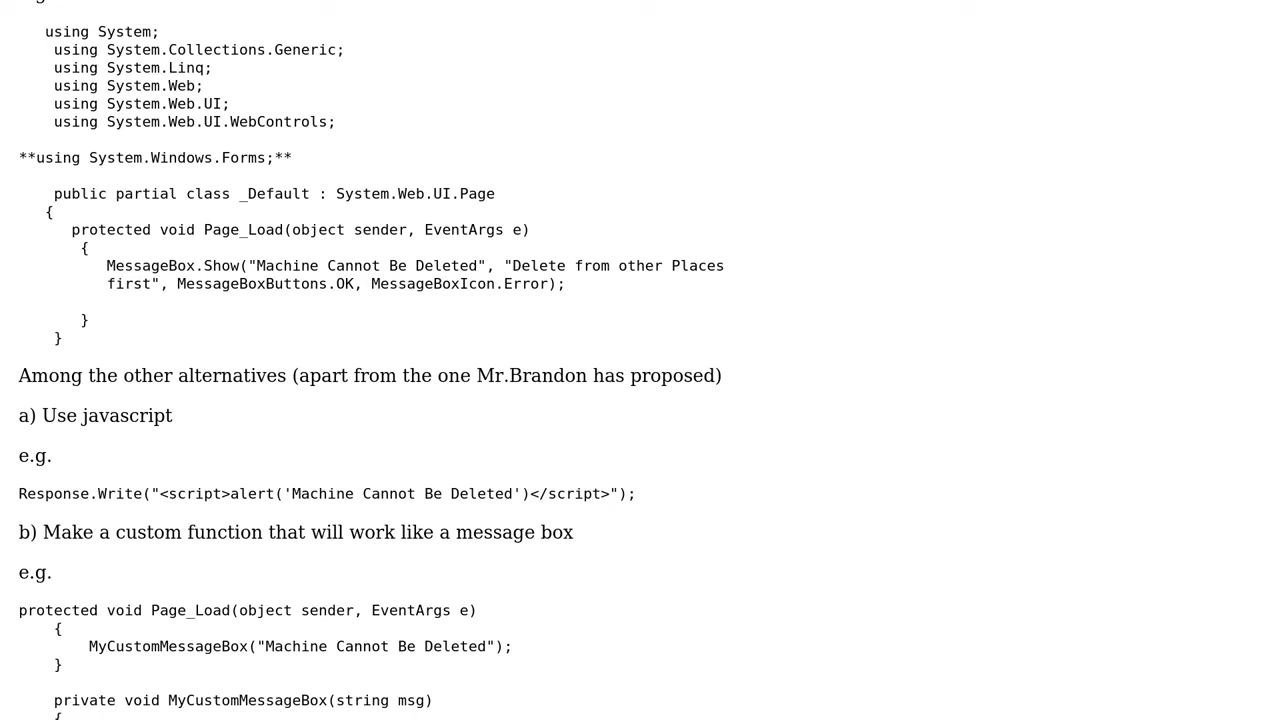 using System;
using System.Collections.Generic;
using System.Linq;
using System.Web;
using System.Web.UI;
using System.Web.UI.WebControls;
**using System.Windows.Forms;**
public partial class _Default : System.Web.UI.Page
{
protected void Page_Load(object sender, EventArgs e)
{
MessageBox.Show("Machine Cannot Be Deleted", "Delete from other Places
first", MessageBoxButtons.OK, MessageBoxIcon.Error);
}
}
Among the other alternatives (apart from the one Mr.Brandon has proposed)
a) Use javascript
e.g.
Response.Write("<script>alert('Machine Cannot Be Deleted')</script>");
b) Make a custom function that will work like a message box
e.g.
protected void Page_Load(object sender, EventArgs e)
{
MyCustomMessageBox("Machine Cannot Be Deleted");
}
private void MyCustomMessageBox(string msg)
{